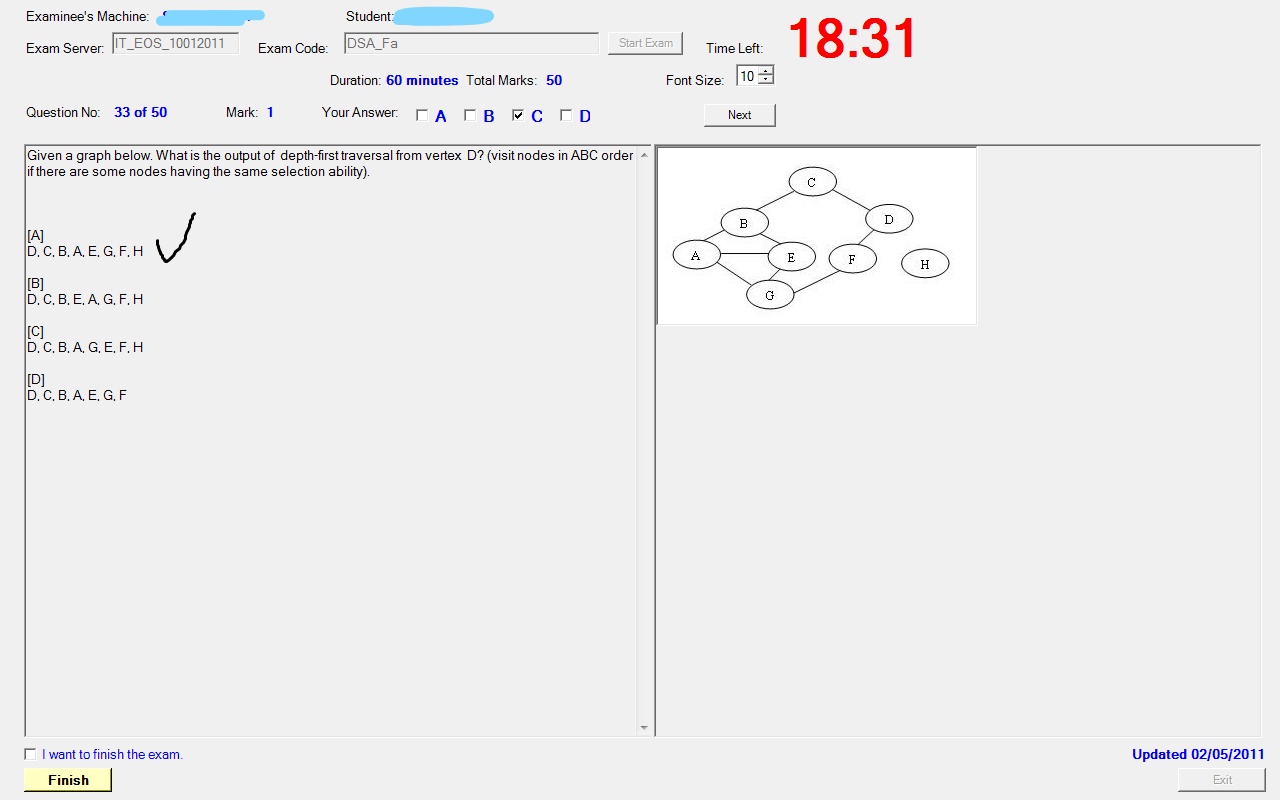 Examinee's Machine: Student:
18:31
Exam Server: IT_EOS_10012011 Exam Code: DSA_Fa Start Exam Time Left:
Duration: 60 minutes Total Marks: 50 Font Size: 10
Question No: 33 of 50 Mark: 1 Your Answer: A B C D Next
Given a graph below. What is the output of depth-first traversal from vertex D? (visit nodes in ABC order
if there are some nodes having the same selection ability).
[A]
D, C, B, A, E, G, F, H
[B]
D, C, B, E, A, G, F, H
[C]
D, C, B, A, G, E, F, H
[D]
D, C, B, A, E, G, F
C
B D
A E F H
G
I want to finish the exam. Updated 02/05/2011
Finish Exit